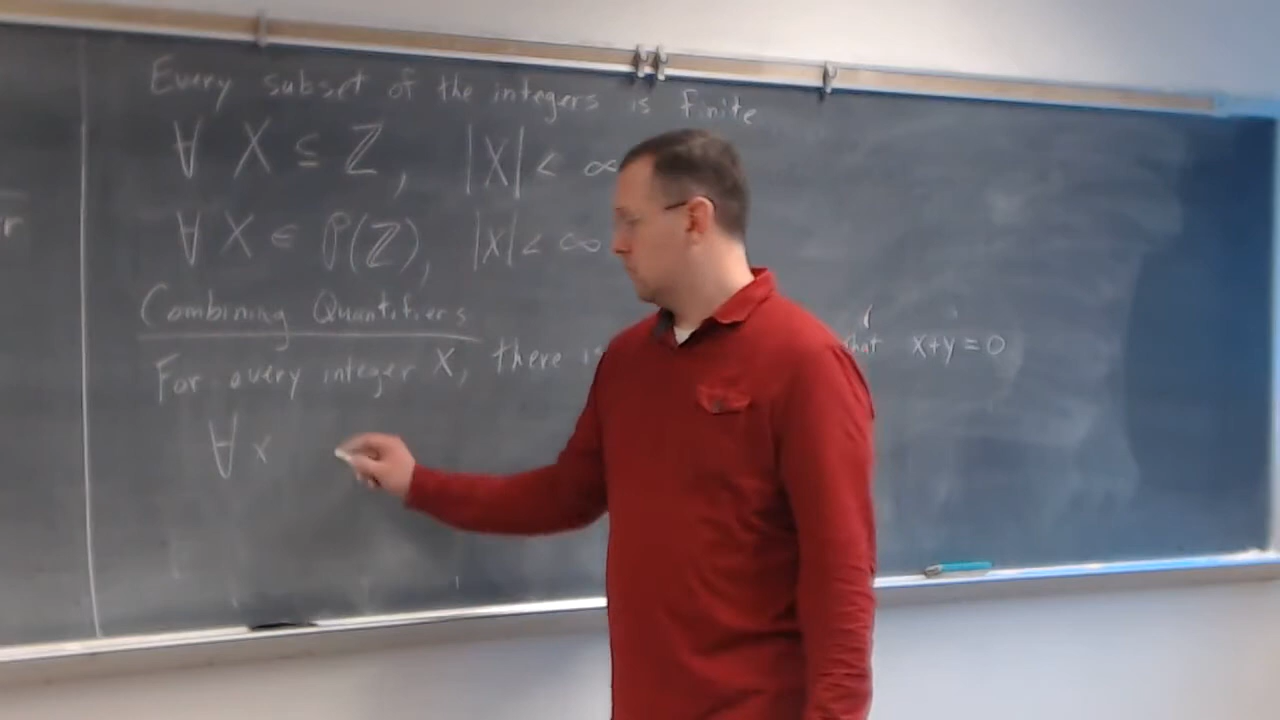 Every subset of the integers is finite
∀ X ⊆ ℤ, |X| < ∞
∀ X ∈ P(ℤ), |X| < ∞
Combining Quantifiers
For every integer X, there is that x+y=0
∀ x